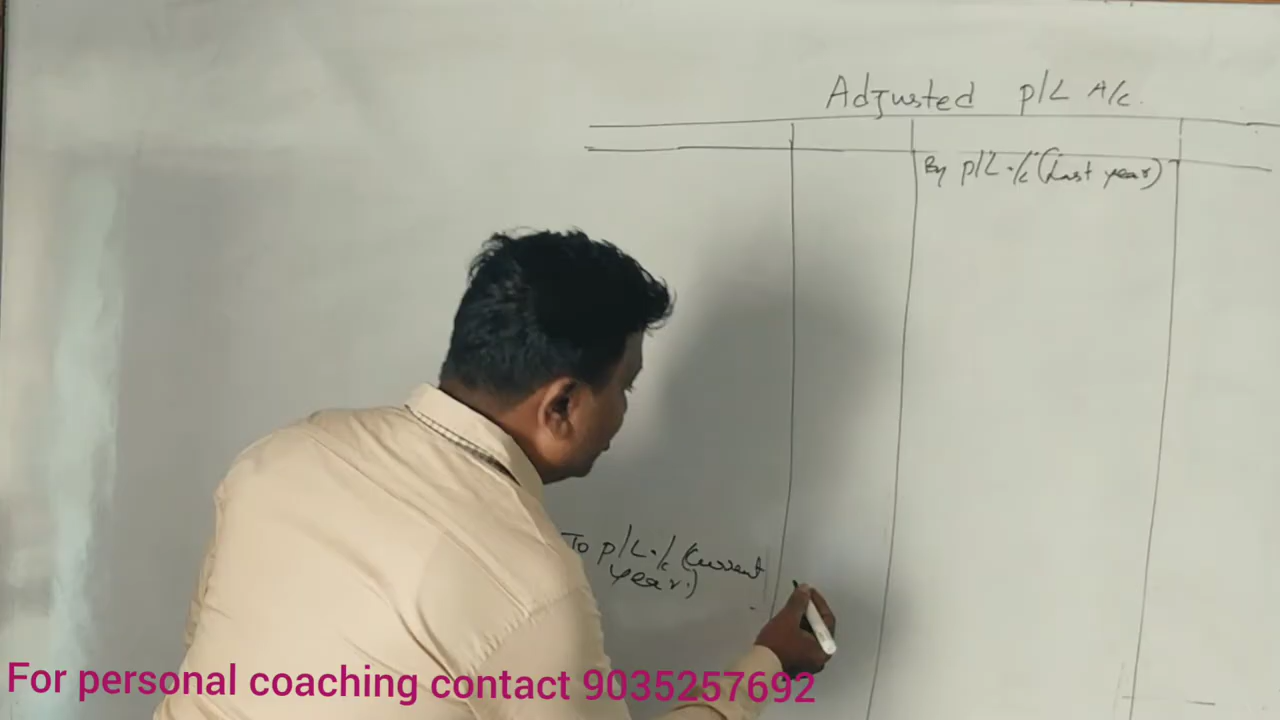 Adjusted P/L A/c.
By P/L A/c (Last year)
To P/L A/c (Current
year.)
For personal coaching contact 9035257692